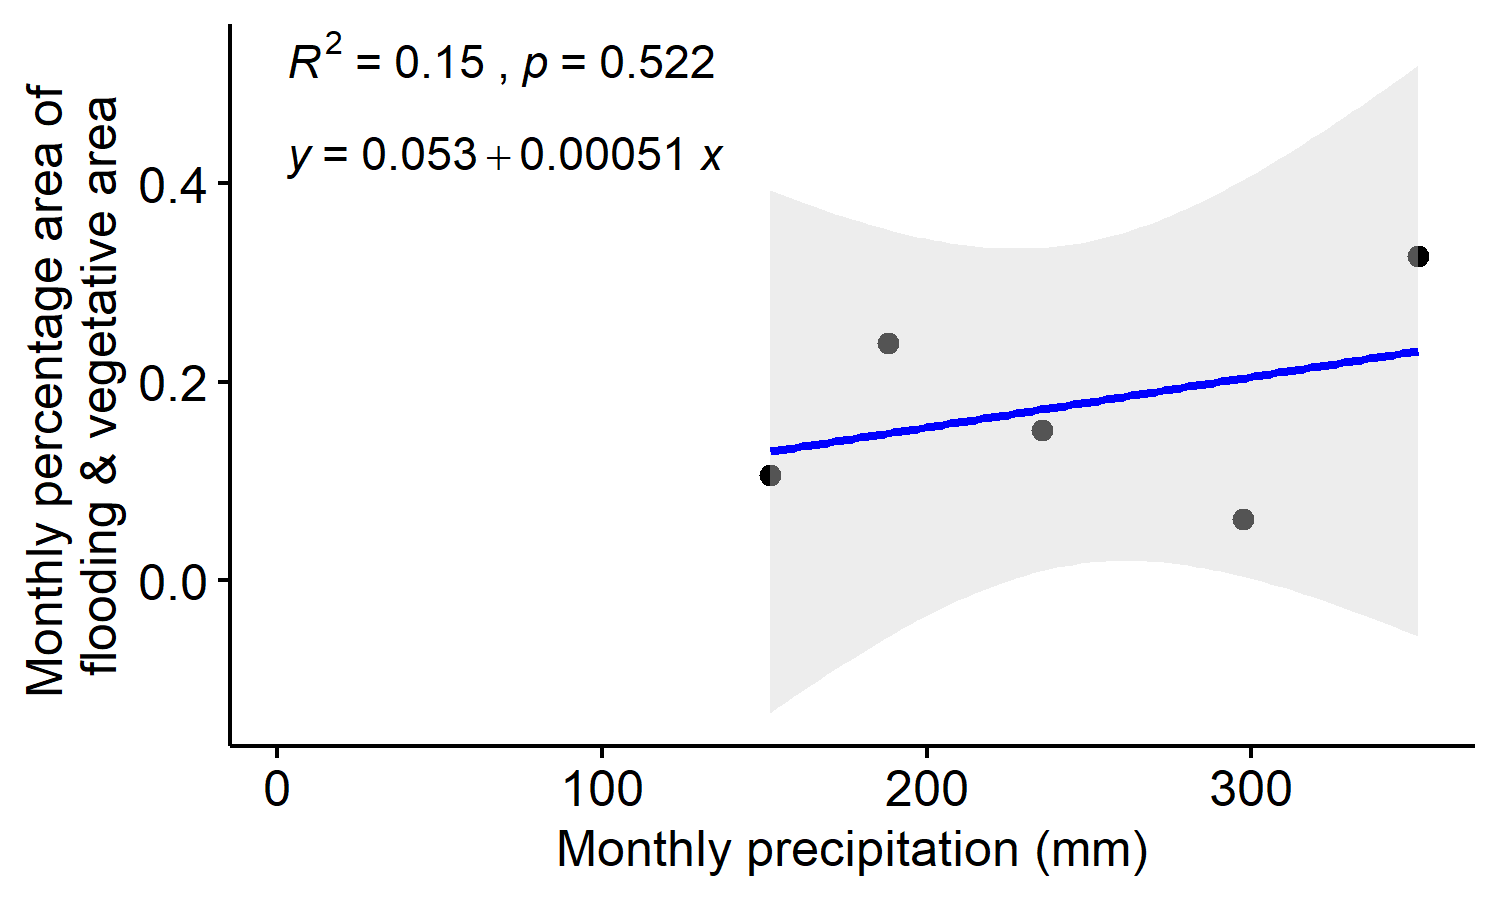 R² = 0.15 , p = 0.522
y = 0.053 + 0.00051 x
Monthly percentage area of
flooding & vegetative area
0.4
0.2
0.0
0 100 200 300
Monthly precipitation (mm)